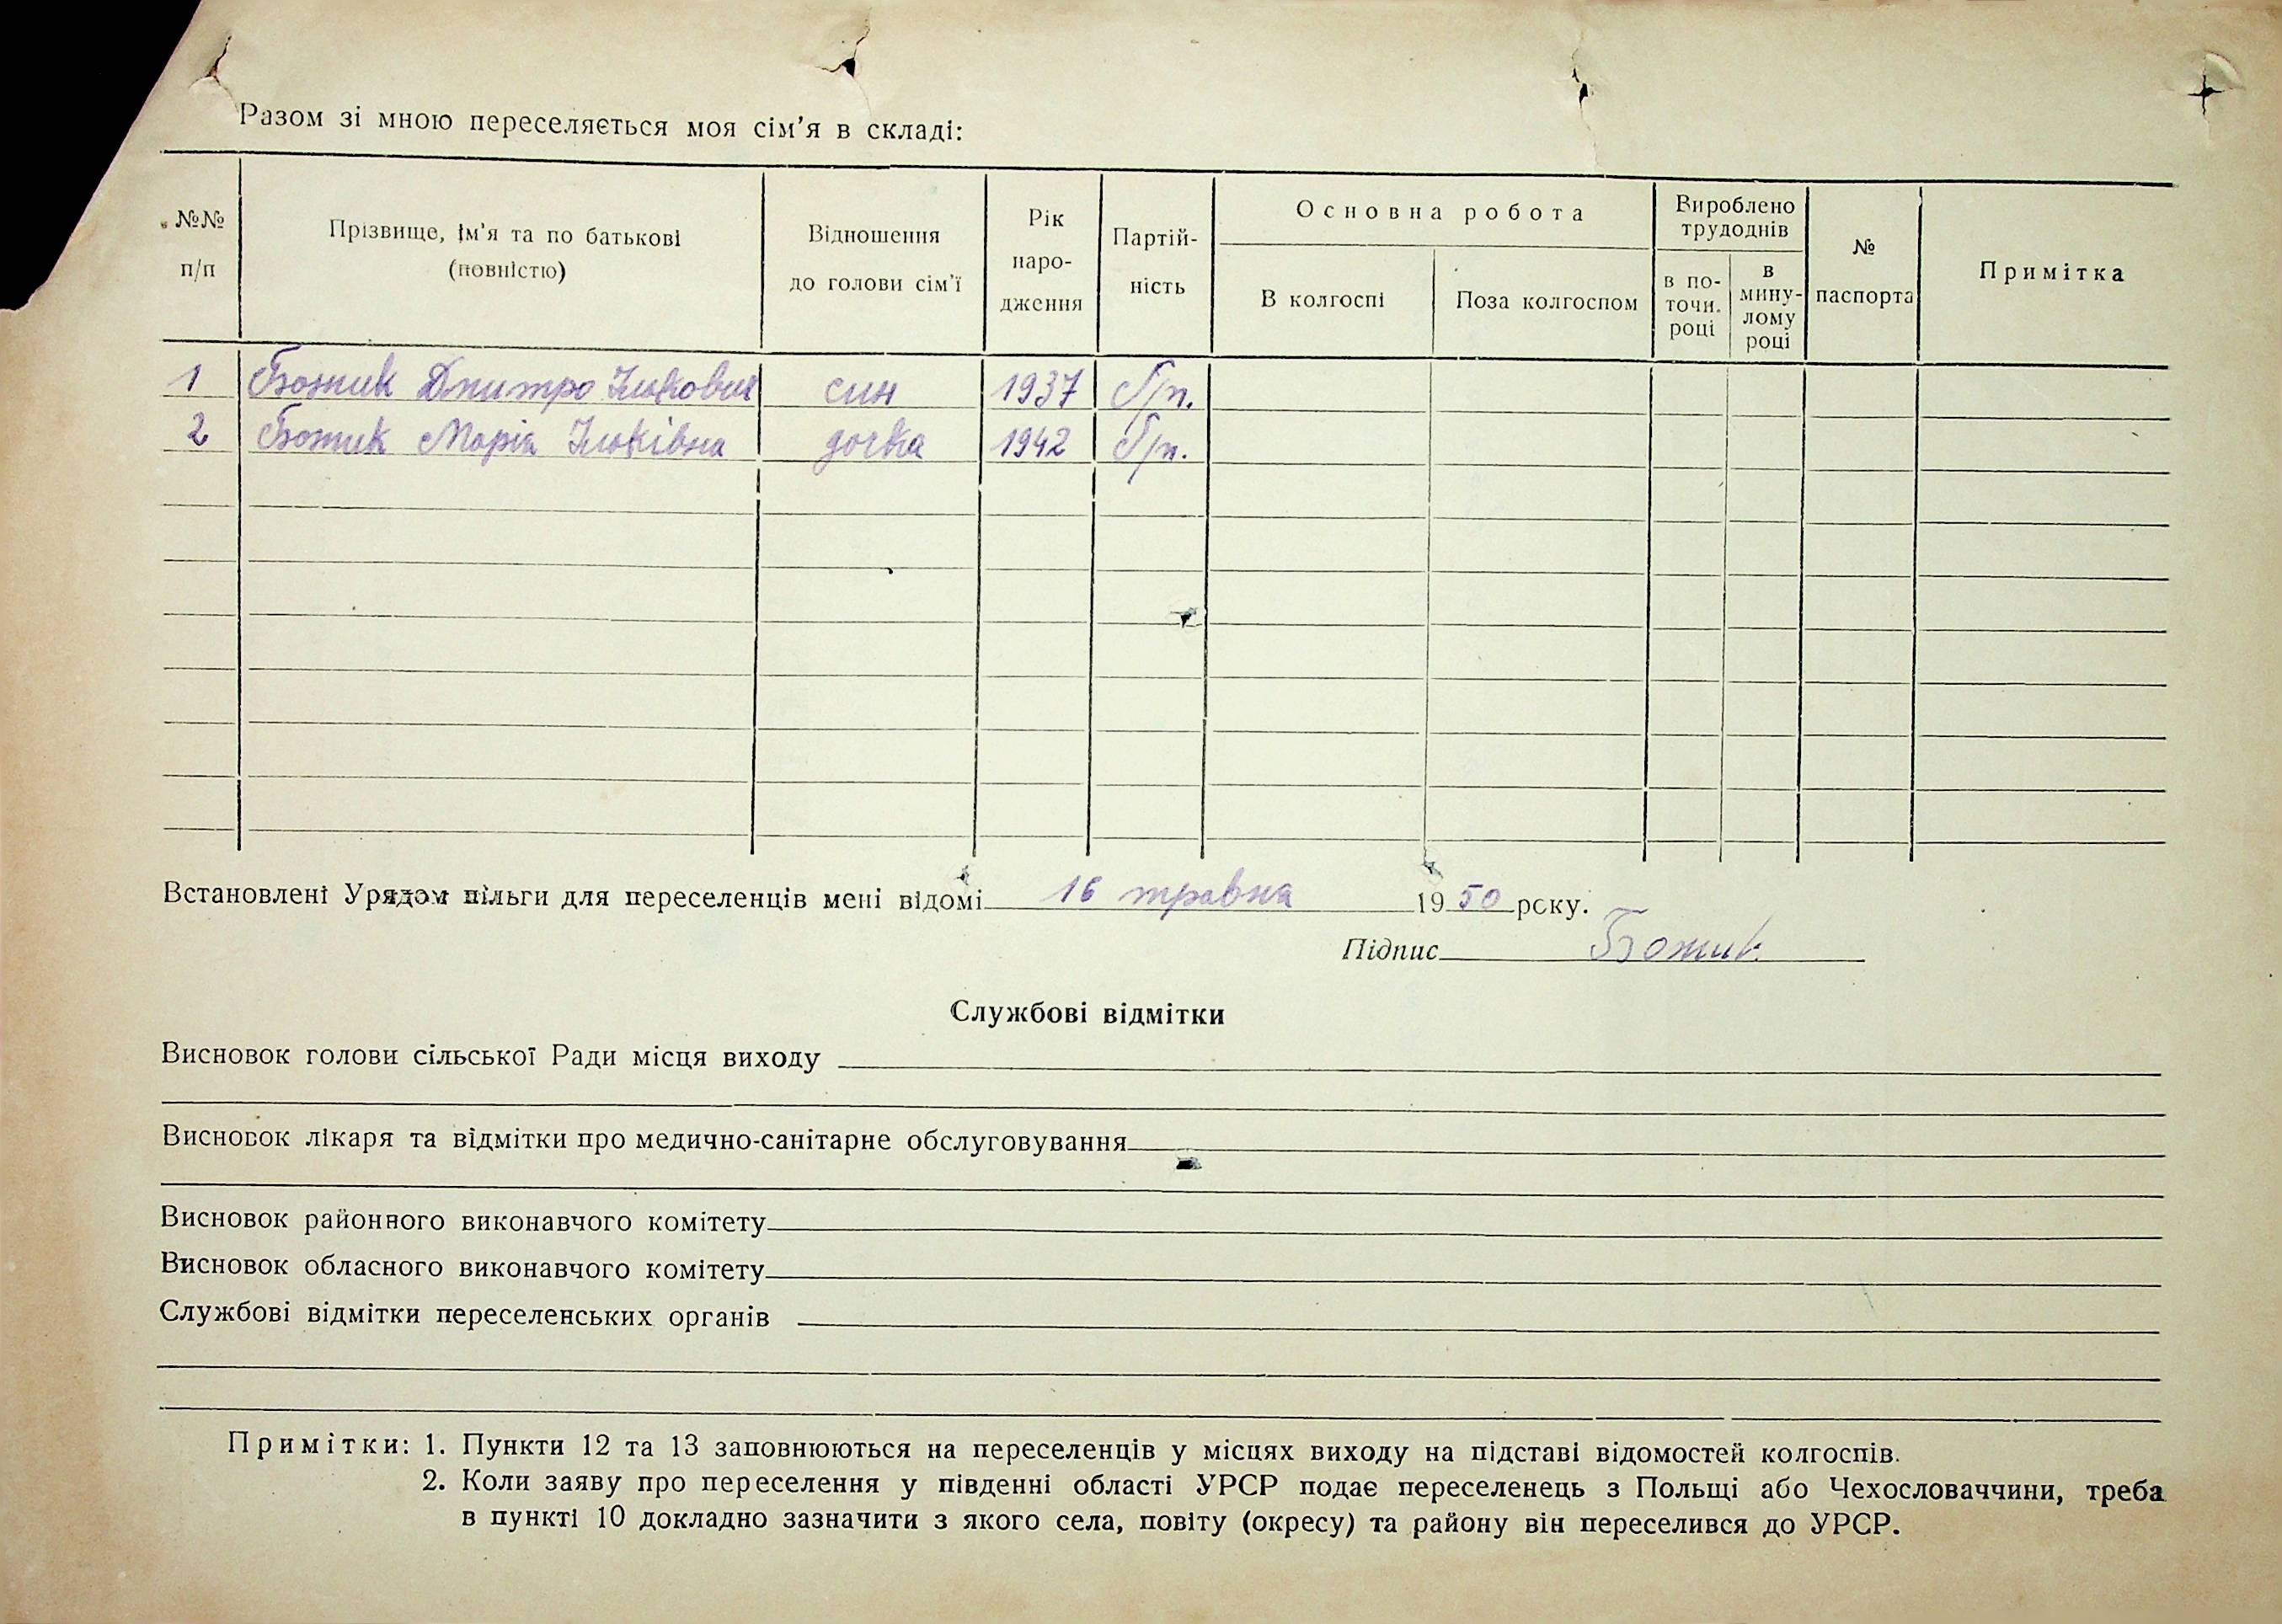 Разом зі мною переселяється моя сім'я в складі:
№№ п/п
Прізвище, ім'я та по батькові (повністю)
Відношення до голови сім'ї
Рік народження
Партійність
Основна робота
В колгоспі
Поза колгоспом
Вироблено трудоднів
в поточн. році
в минулому році
№ паспорта
Примітка
1 Божик Дмитро Ількович син 1937 б/п.
2 Божик Марія Ільківна дочка 1942 б/п.
Встановлені Урядом пільги для переселенців мені відомі 16 травня 1950 року.
Підпис Божик
Службові відмітки
Висновок голови сільської Ради місця виходу
Висновок лікаря та відмітки про медично-санітарне обслуговування
Висновок районного виконавчого комітету
Висновок обласного виконавчого комітету
Службові відмітки переселенських органів
Примітки: 1. Пункти 12 та 13 заповнюються на переселенців у місцях виходу на підставі відомостей колгоспів.
2. Коли заяву про переселення у південні області УРСР подає переселенець з Польщі або Чехословаччини, треба
в пункті 10 докладно зазначити з якого села, повіту (окресу) та району він переселився до УРСР.